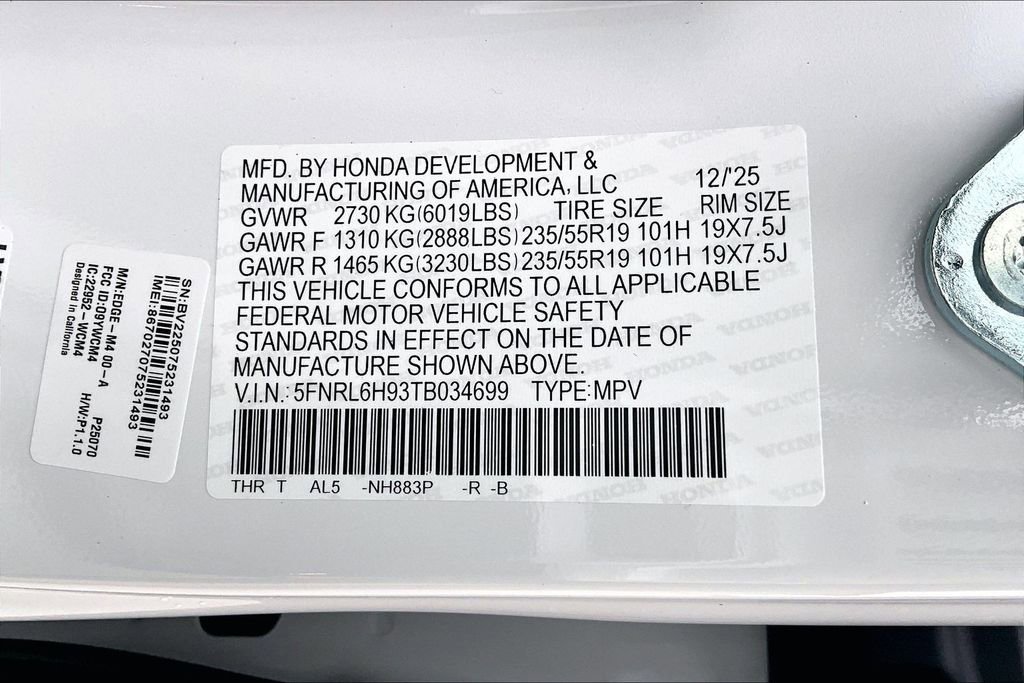 MFD. BY HONDA DEVELOPMENT &
MANUFACTURING OF AMERICA, LLC 12/'25
GVWR 2730 KG(6019LBS) TIRE SIZE RIM SIZE
GAWR F 1310 KG(2888LBS) 235/55R19 101H 19X7.5J
GAWR R 1465 KG(3230LBS) 235/55R19 101H 19X7.5J
THIS VEHICLE CONFORMS TO ALL APPLICABLE
FEDERAL MOTOR VEHICLE SAFETY
STANDARDS IN EFFECT ON THE DATE OF
MANUFACTURE SHOWN ABOVE.
V.I.N.: 5FNRL6H93TB034699 TYPE: MPV
THR T AL5 -NH883P -R -B
SN:BV225075231493
IMEI:867027075231493
M/N:EDGE-M4 00-A P25070
FCC ID:O9YWCM4 H/W:P1.1.0
IC:22952-WCM4
Designed in California